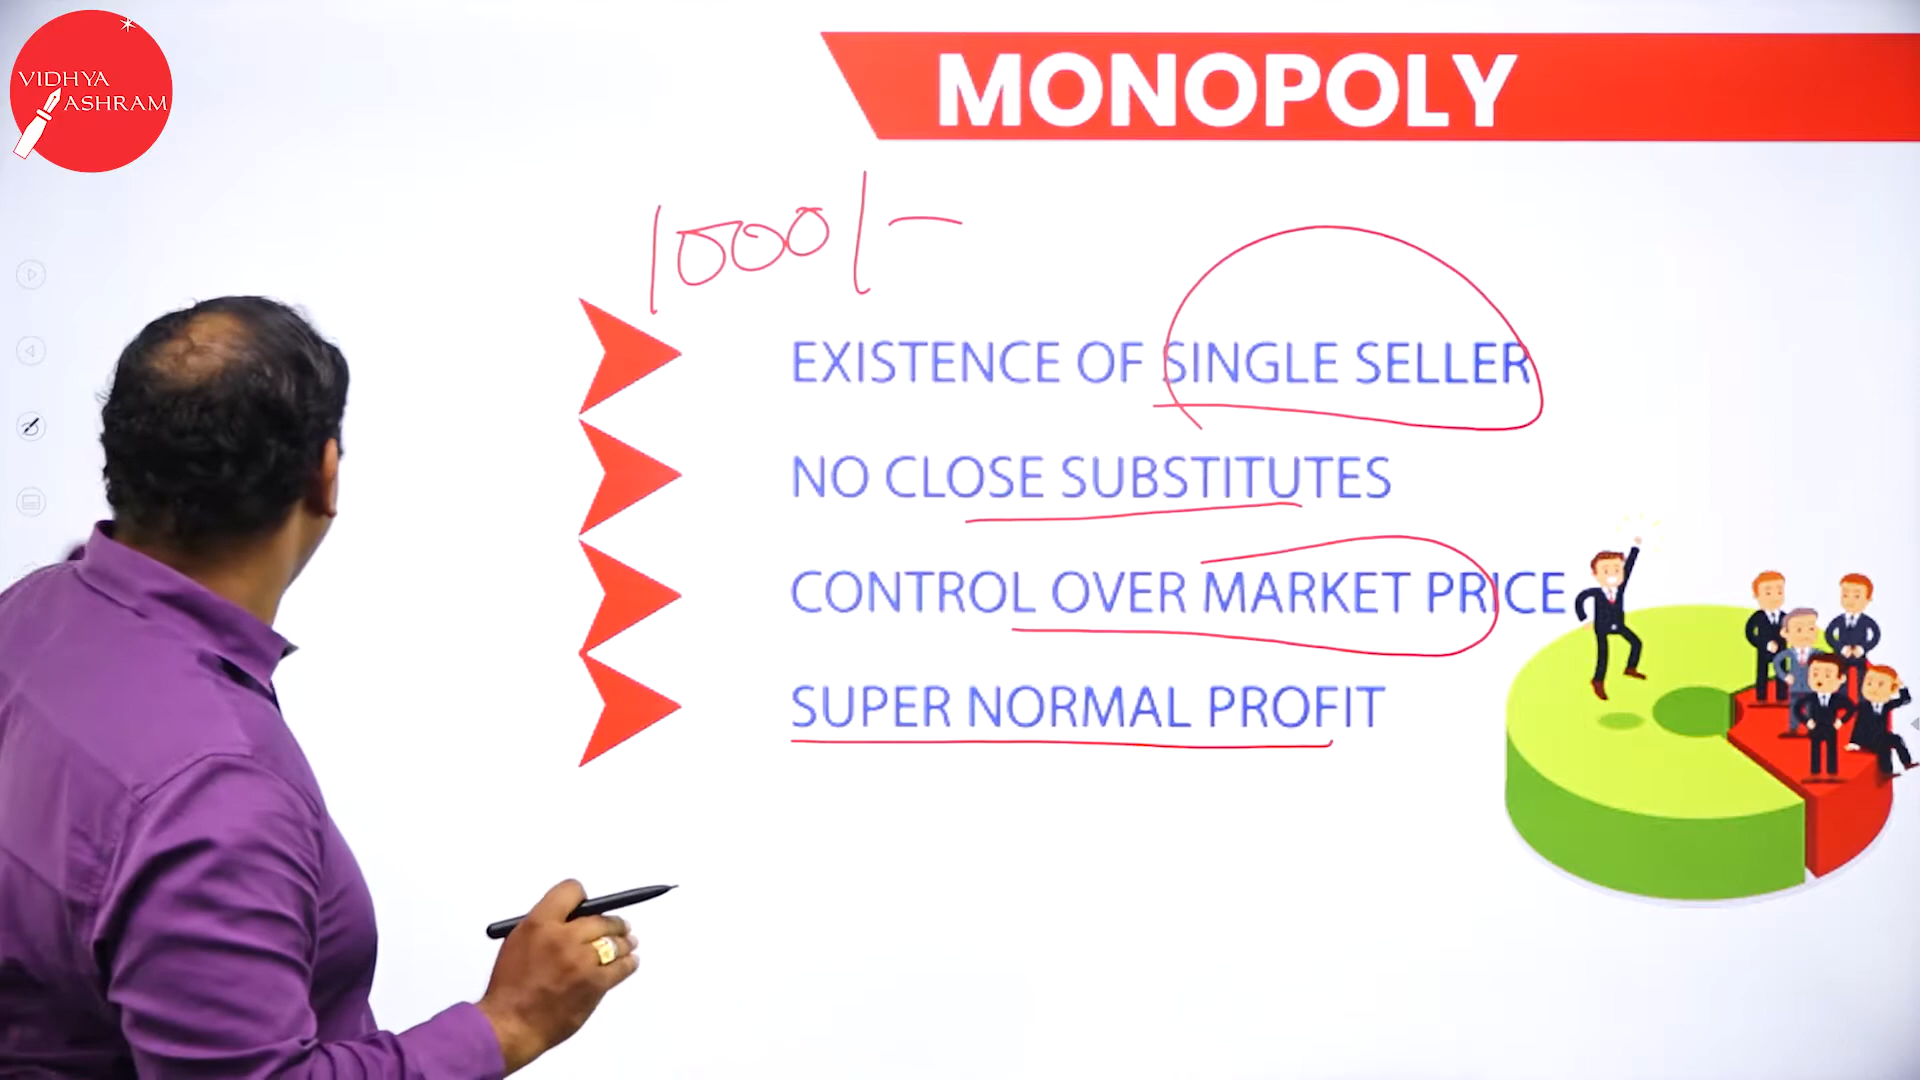 VIDHYA
ASHRAM
MONOPOLY
1000/-
EXISTENCE OF SINGLE SELLER
NO CLOSE SUBSTITUTES
CONTROL OVER MARKET PRICE
SUPER NORMAL PROFIT